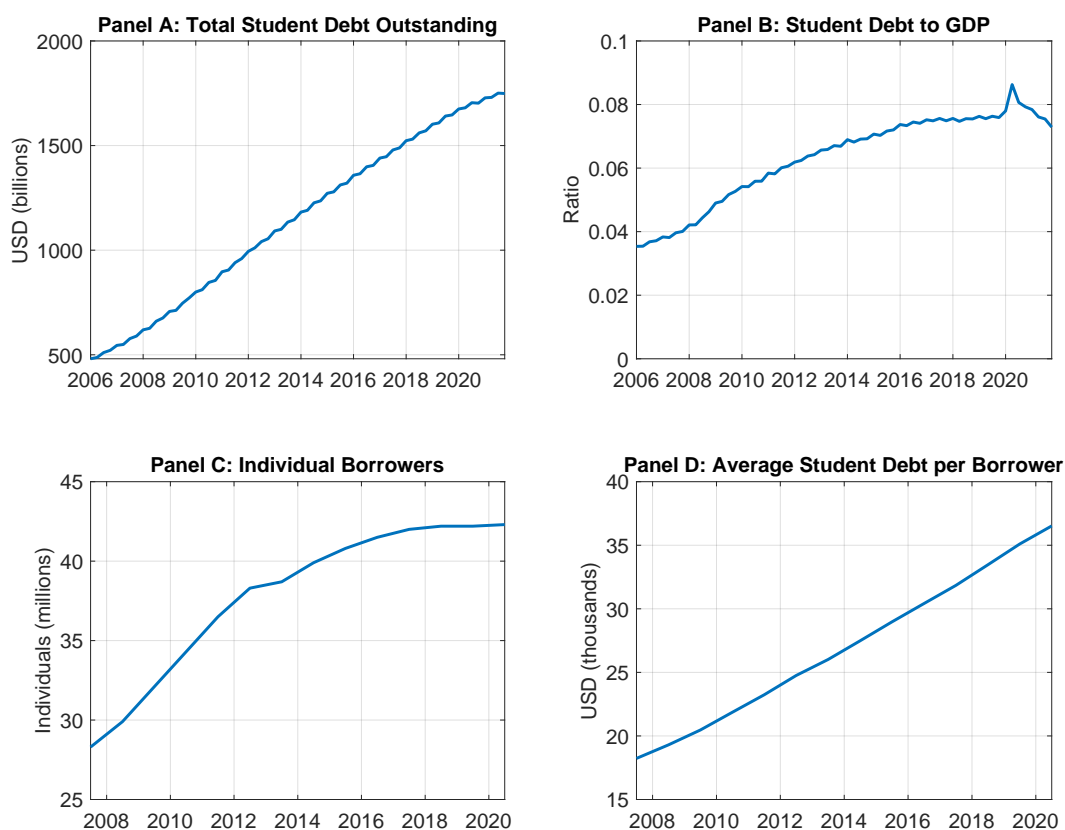 Panel A: Total Student Debt Outstanding
2000
1500
1000
500
USD (billions)
2006 2008 2010 2012 2014 2016 2018 2020
Panel B: Student Debt to GDP
0.1
0.08
0.06
0.04
0.02
0
Ratio
2006 2008 2010 2012 2014 2016 2018 2020
Panel C: Individual Borrowers
45
40
35
30
25
Individuals (millions)
2008 2010 2012 2014 2016 2018 2020
Panel D: Average Student Debt per Borrower
40
35
30
25
20
15
USD (thousands)
2008 2010 2012 2014 2016 2018 2020